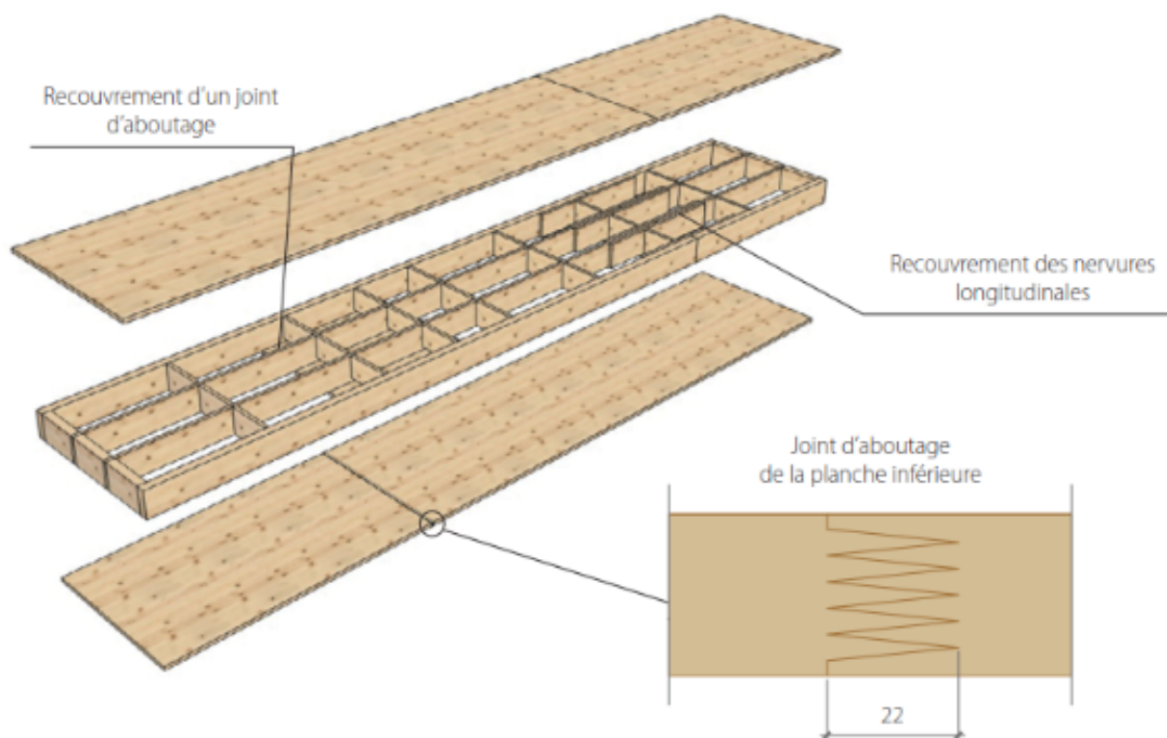 Recouvrement d'un joint
d'aboutage
Recouvrement des nervures
longitudinales
Joint d'aboutage
de la planche inférieure
22